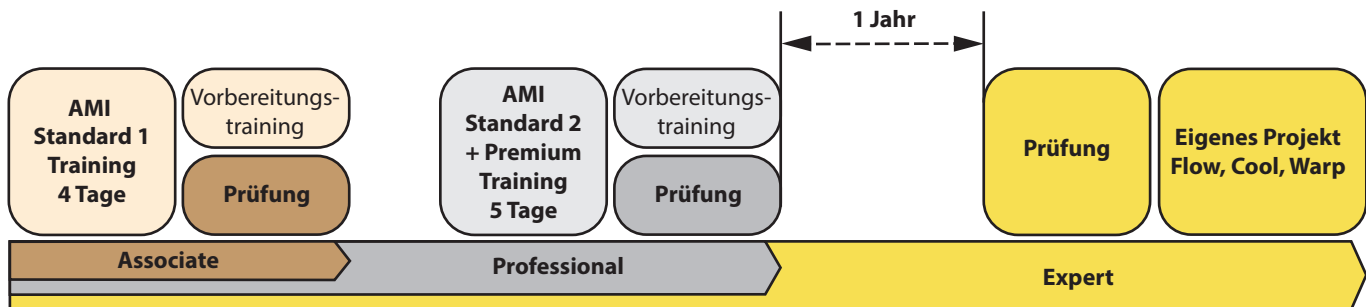 1 Jahr
AMI
Standard 1
Training
4 Tage
Vorbereitungs-
training
Prüfung
AMI
Standard 2
+ Premium
Training
5 Tage
Vorbereitungs-
training
Prüfung
Prüfung
Eigenes Projekt
Flow, Cool, Warp
Associate
Professional
Expert